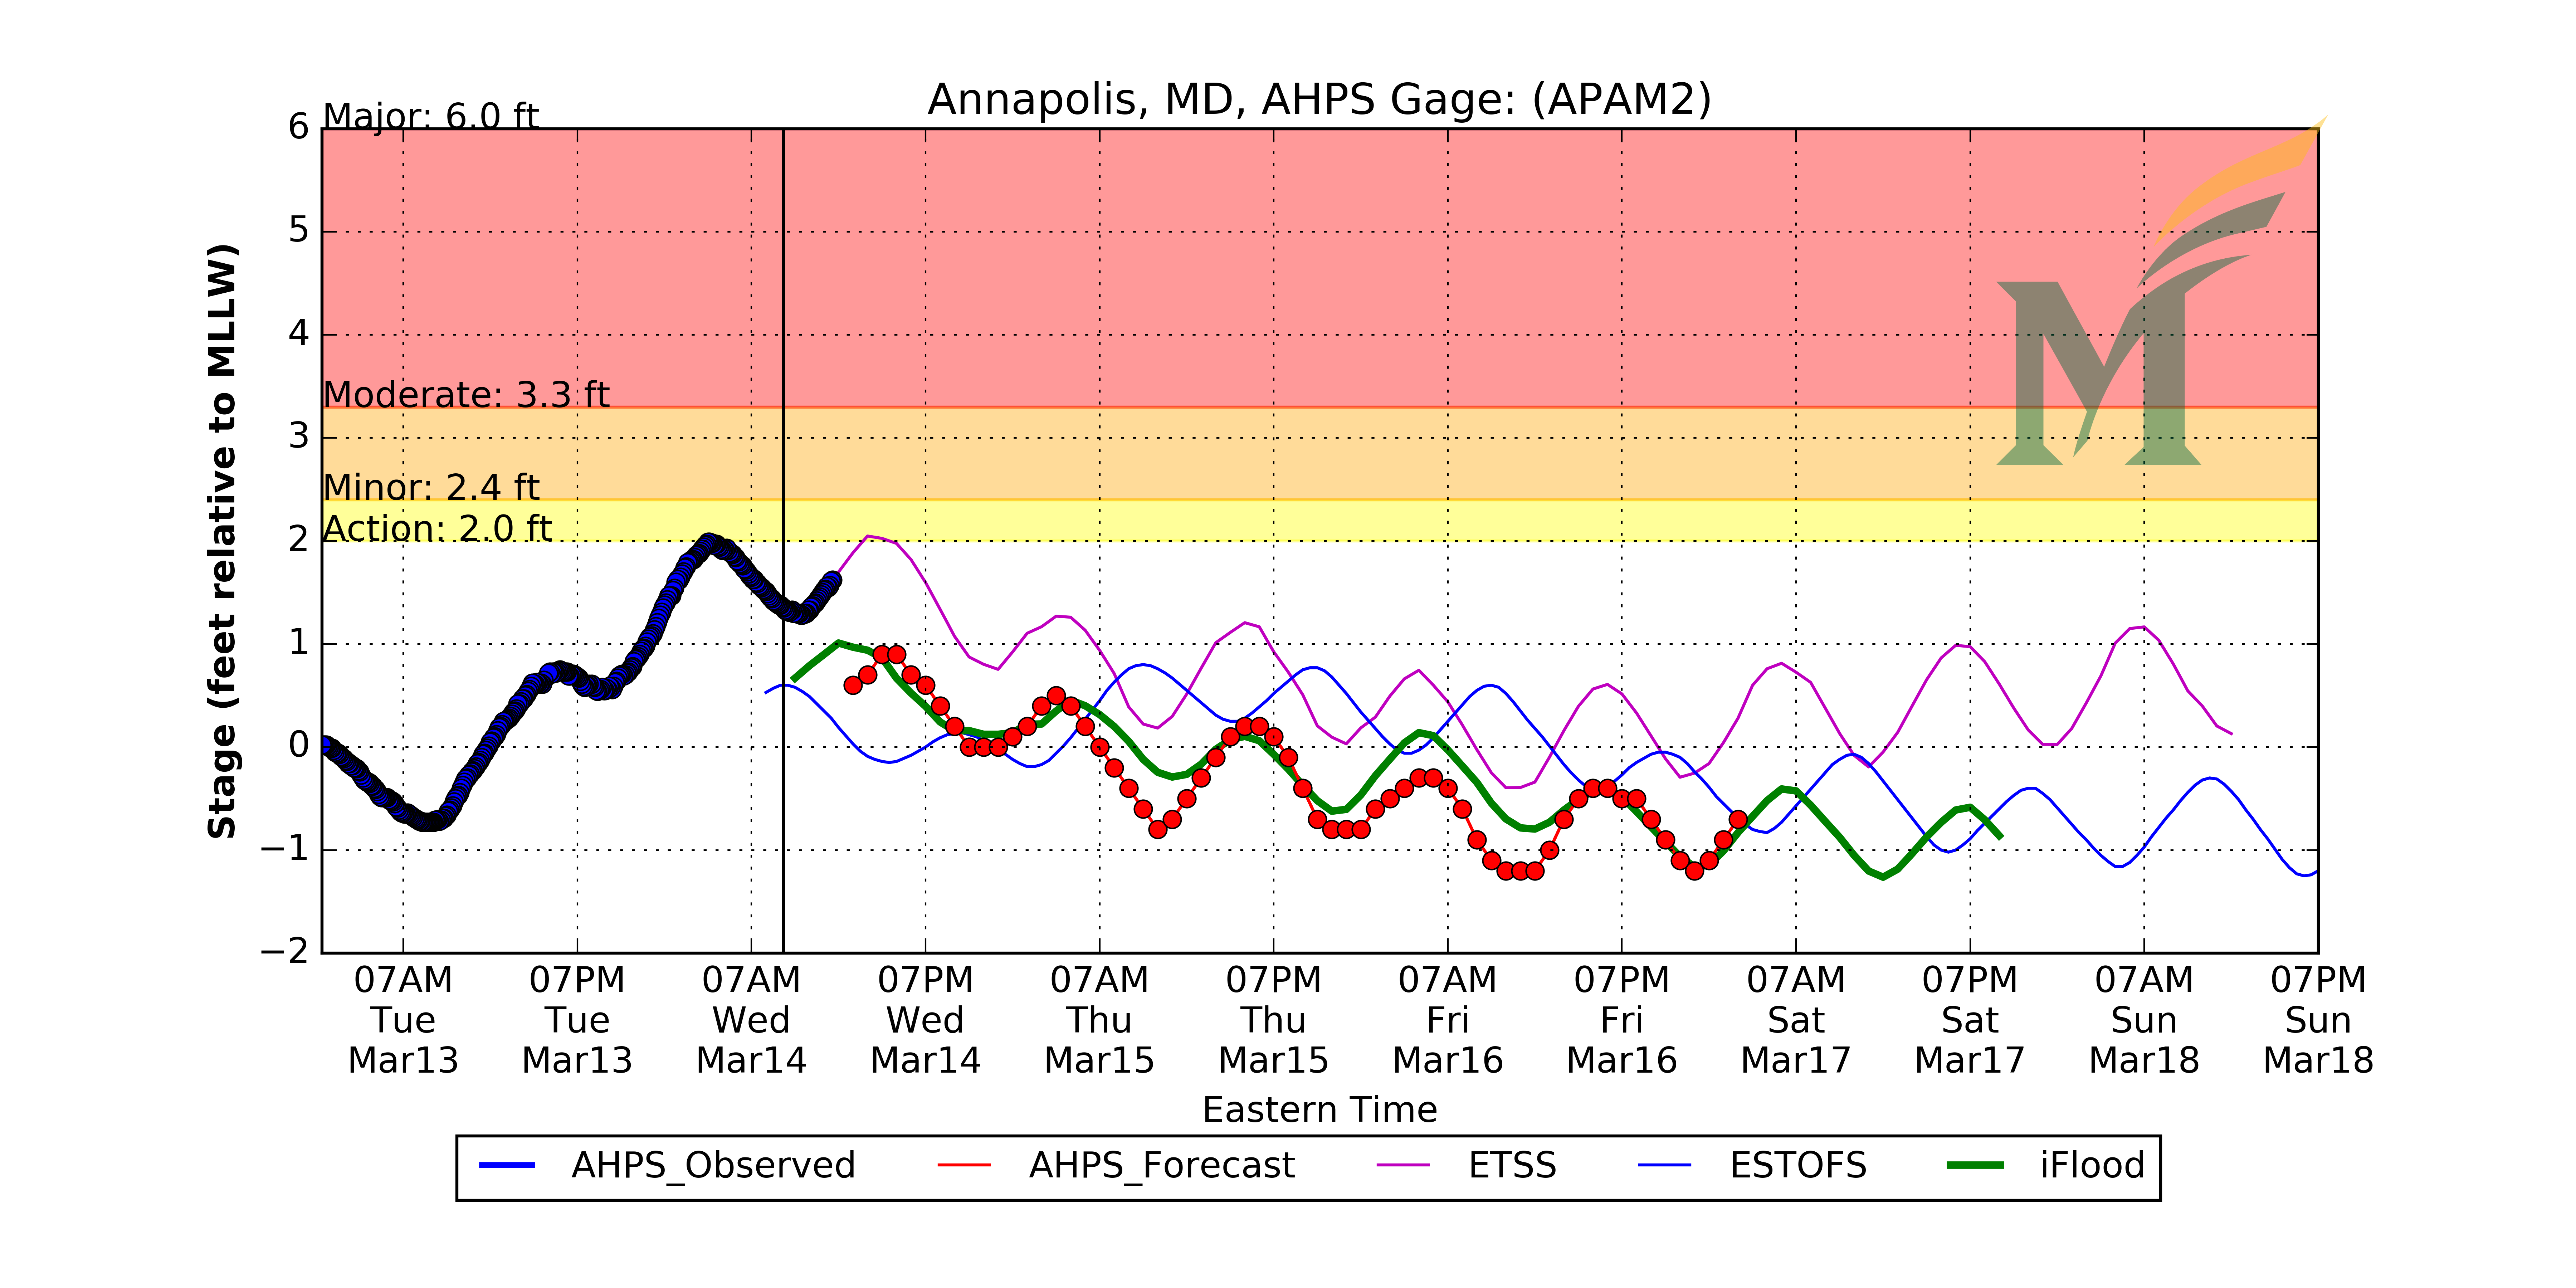 Annapolis, MD, AHPS Gage: (APAM2)
Major: 6.0 ft
Moderate: 3.3 ft
Minor: 2.4 ft
Action: 2.0 ft
6
5
4
3
2
1
0
−1
−2
Stage (feet relative to MLLW)
07AM 07PM 07AM 07PM 07AM 07PM 07AM 07PM 07AM 07PM 07AM 07PM
Tue Tue Wed Wed Thu Thu Fri Fri Sat Sat Sun Sun
Mar13 Mar13 Mar14 Mar14 Mar15 Mar15 Mar16 Mar16 Mar17 Mar17 Mar18 Mar18
Eastern Time
AHPS_Observed AHPS_Forecast ETSS ESTOFS iFlood